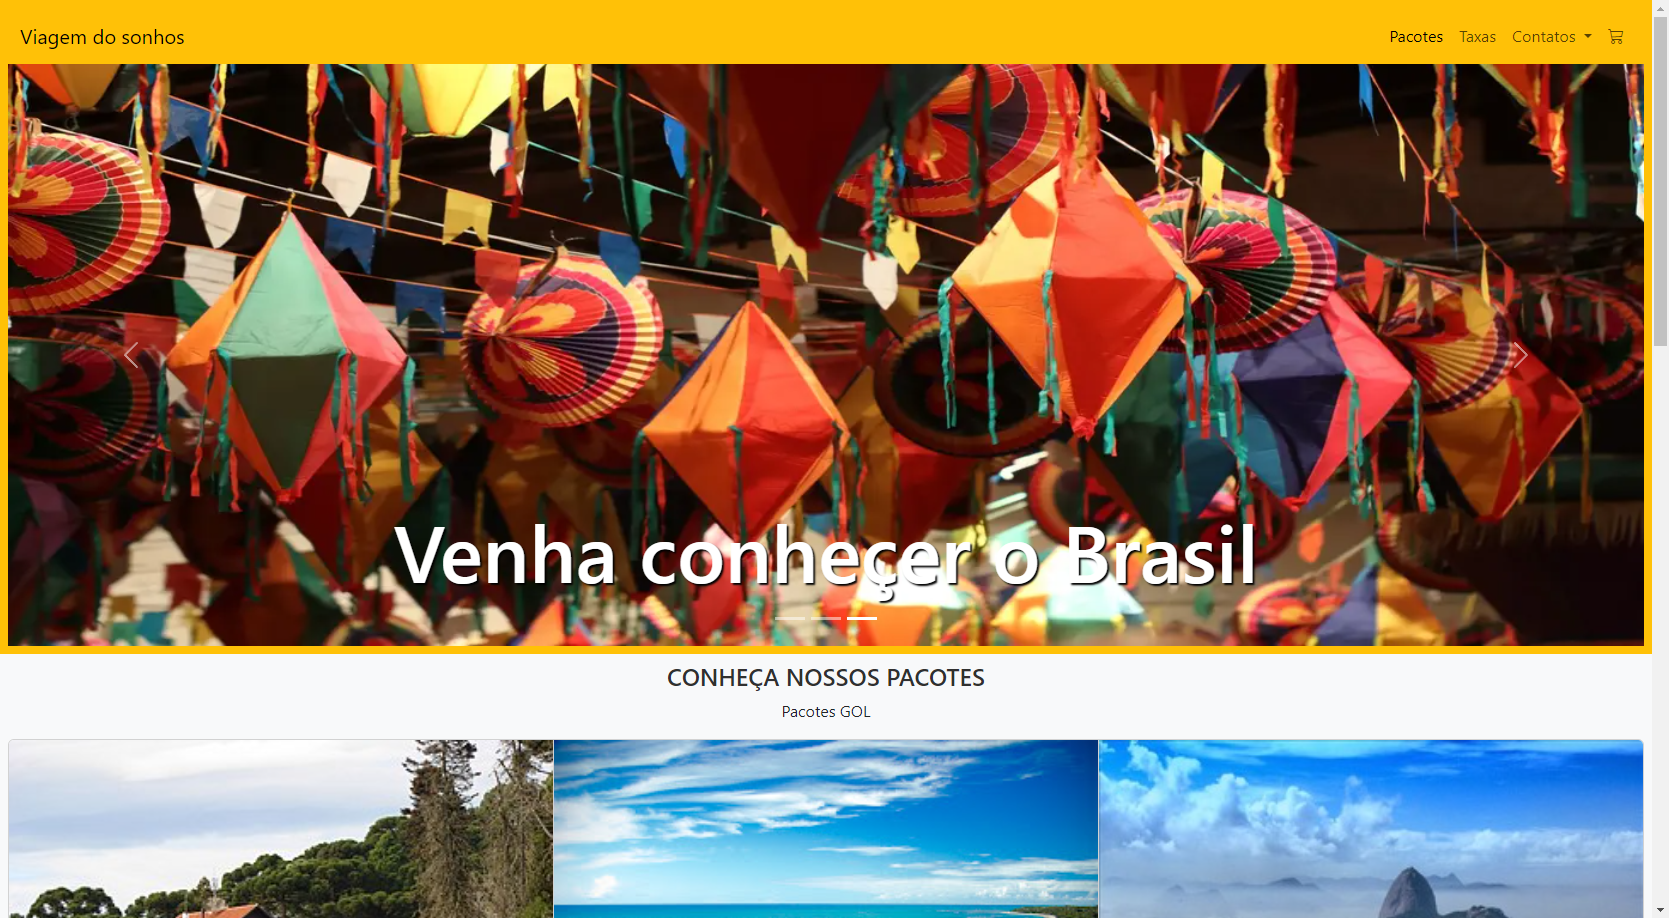 Viagem do sonhos
Pacotes Taxas Contatos
Venha conheçer o Brasil
CONHEÇA NOSSOS PACOTES
Pacotes GOL